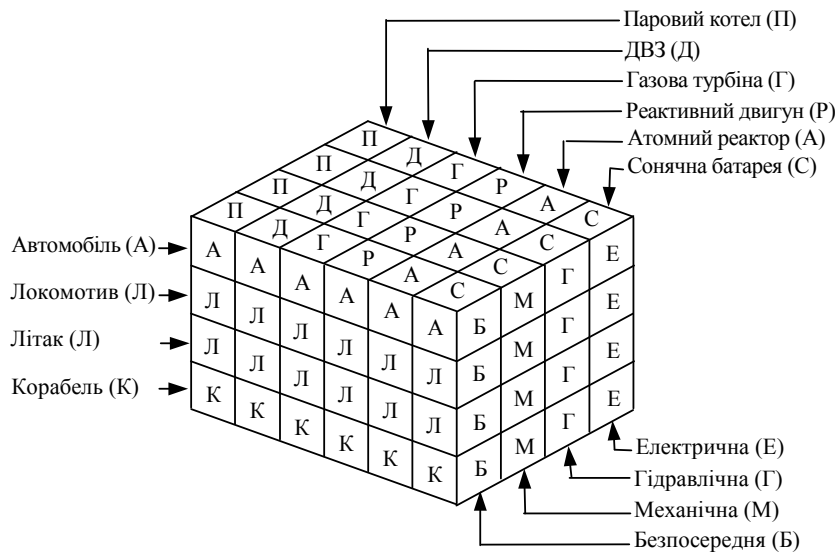 Паровий котел (П)
ДВЗ (Д)
Газова турбіна (Г)
Реактивний двигун (Р)
Атомний реактор (А)
Сонячна батарея (С)
П Д Г Р А С
П Д Г Р А С
П Д Г Р А С
П Д Г Р А С
Автомобіль (А)
А А А А А А
Локомотив (Л)
Л Л Л Л Л Л
Літак (Л)
Л Л Л Л Л Л
Корабель (К)
К К К К К К
Б М Г Е
Б М Г Е
Б М Г Е
Б М Г Е
Електрична (Е)
Гідравлічна (Г)
Механічна (М)
Безпосередня (Б)